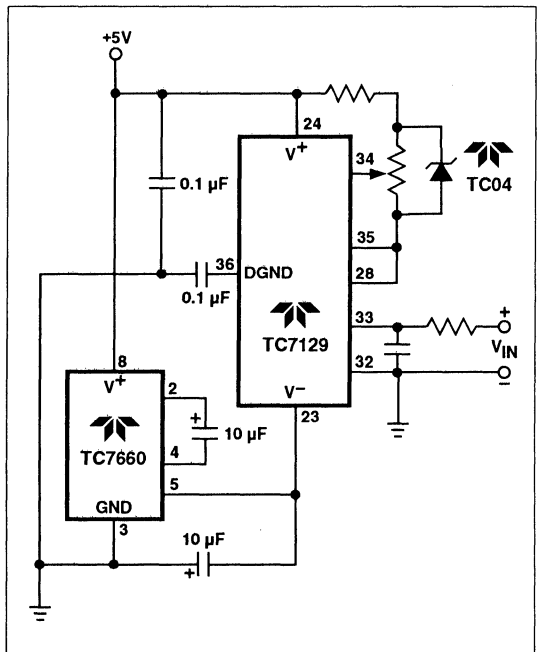 +5V
24
V+
34
TC04
0.1 µF
35
36 DGND
28
0.1 µF
33
+
TC7129
VIN
32
−
V−
8
23
V+
2
+
10 µF
TC7660
4
5
GND
3
10 µF
+